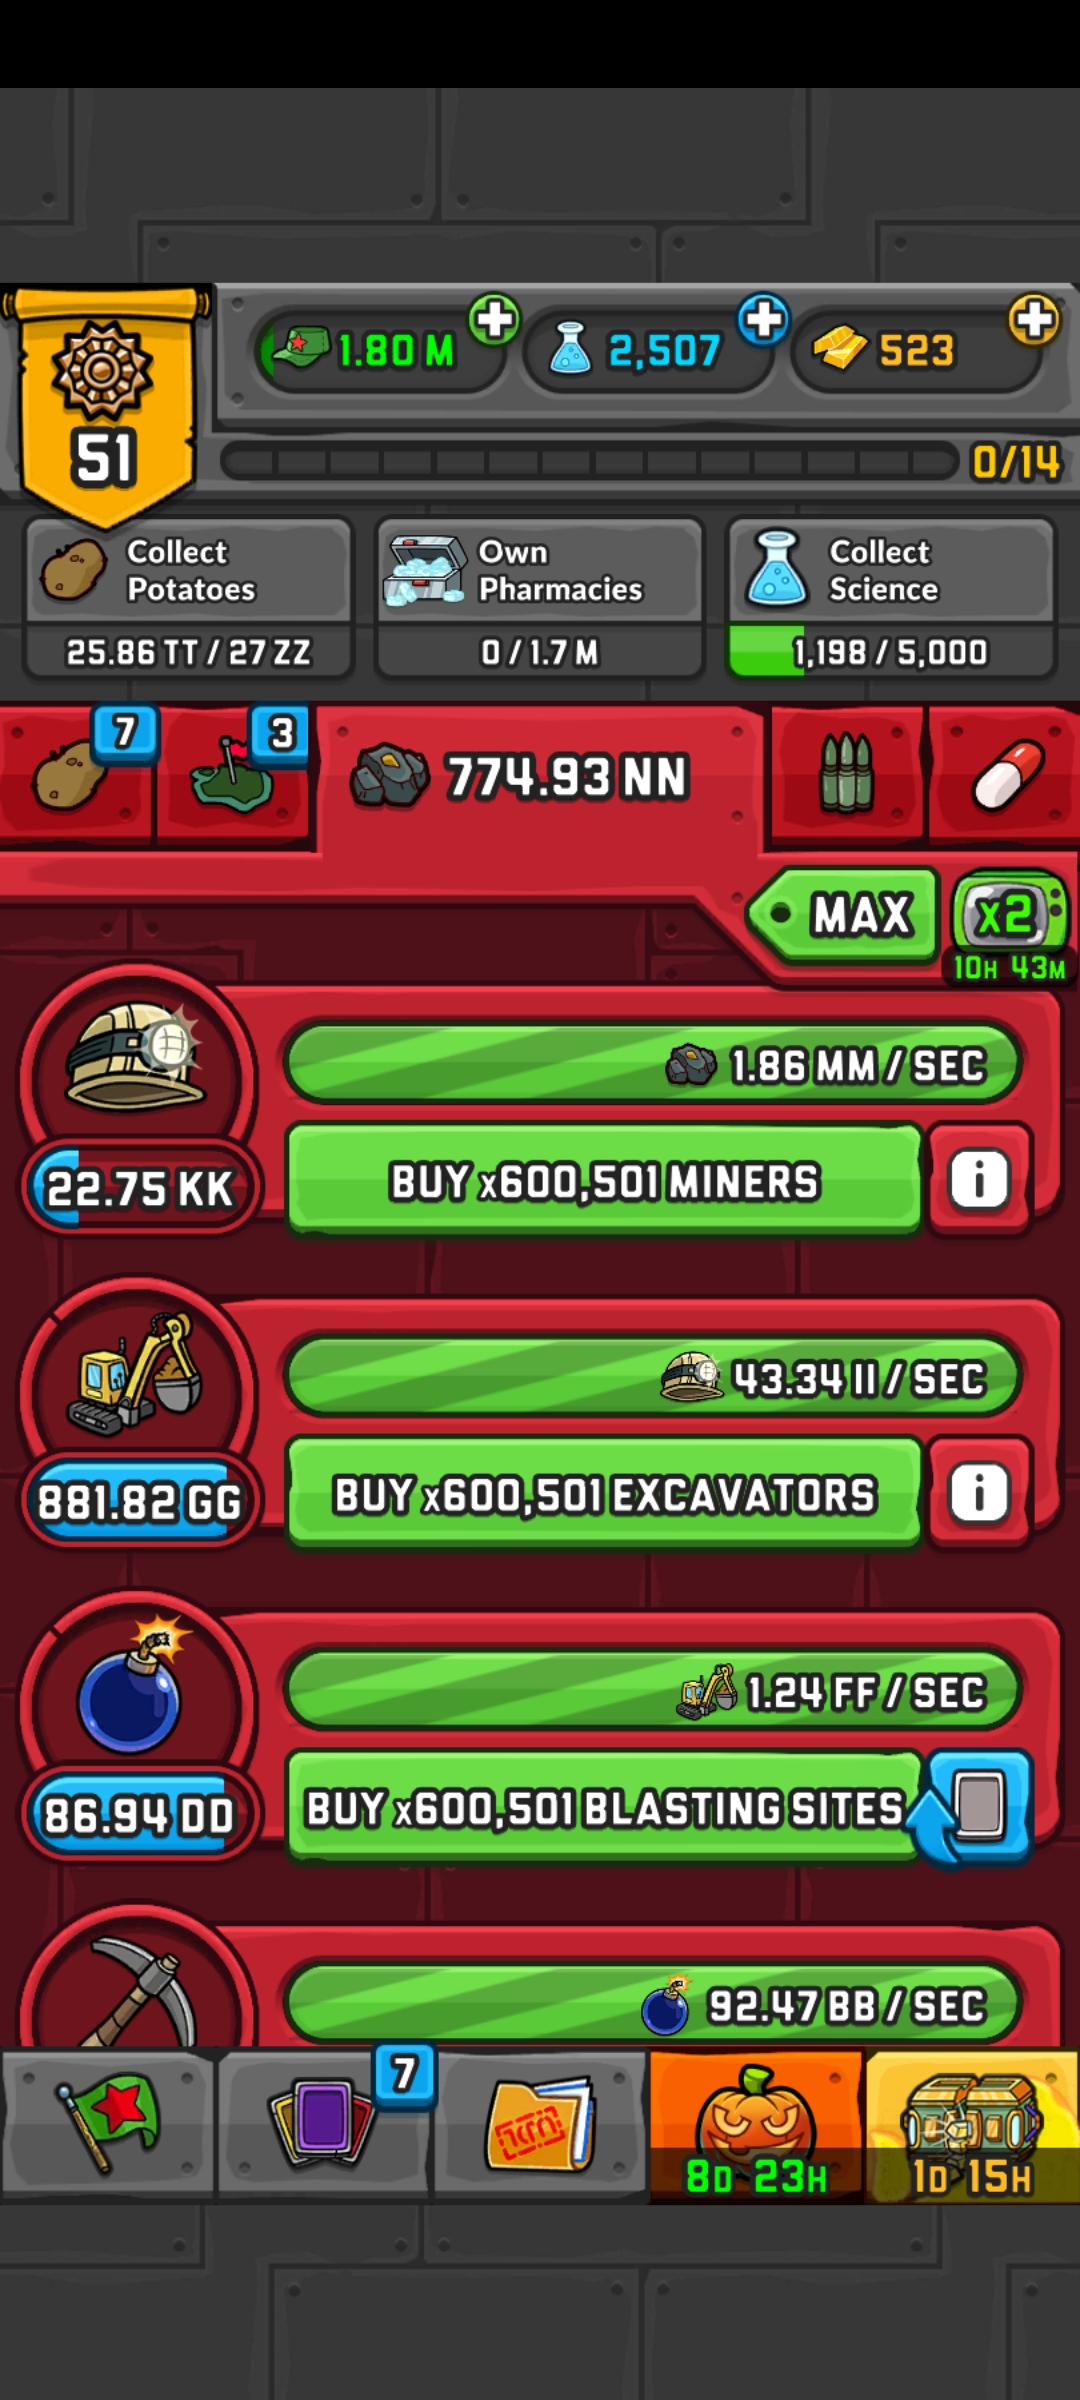 1.80 M
2,507
523
51
0/14
Collect
Potatoes
25.86 TT / 27 ZZ
Own
Pharmacies
0 / 1.7 M
Collect
Science
1,198 / 5,000
7
3
774.93 NN
MAX
x2
10H 43M
1.86 MM / SEC
22.75 KK
BUY x600,501 MINERS
i
43.34 II / SEC
881.82 GG
BUY x600,501 EXCAVATORS
i
1.24 FF / SEC
86.94 DD
BUY x600,501 BLASTING SITES
92.47 BB / SEC
7
8D 23H
1D 15H